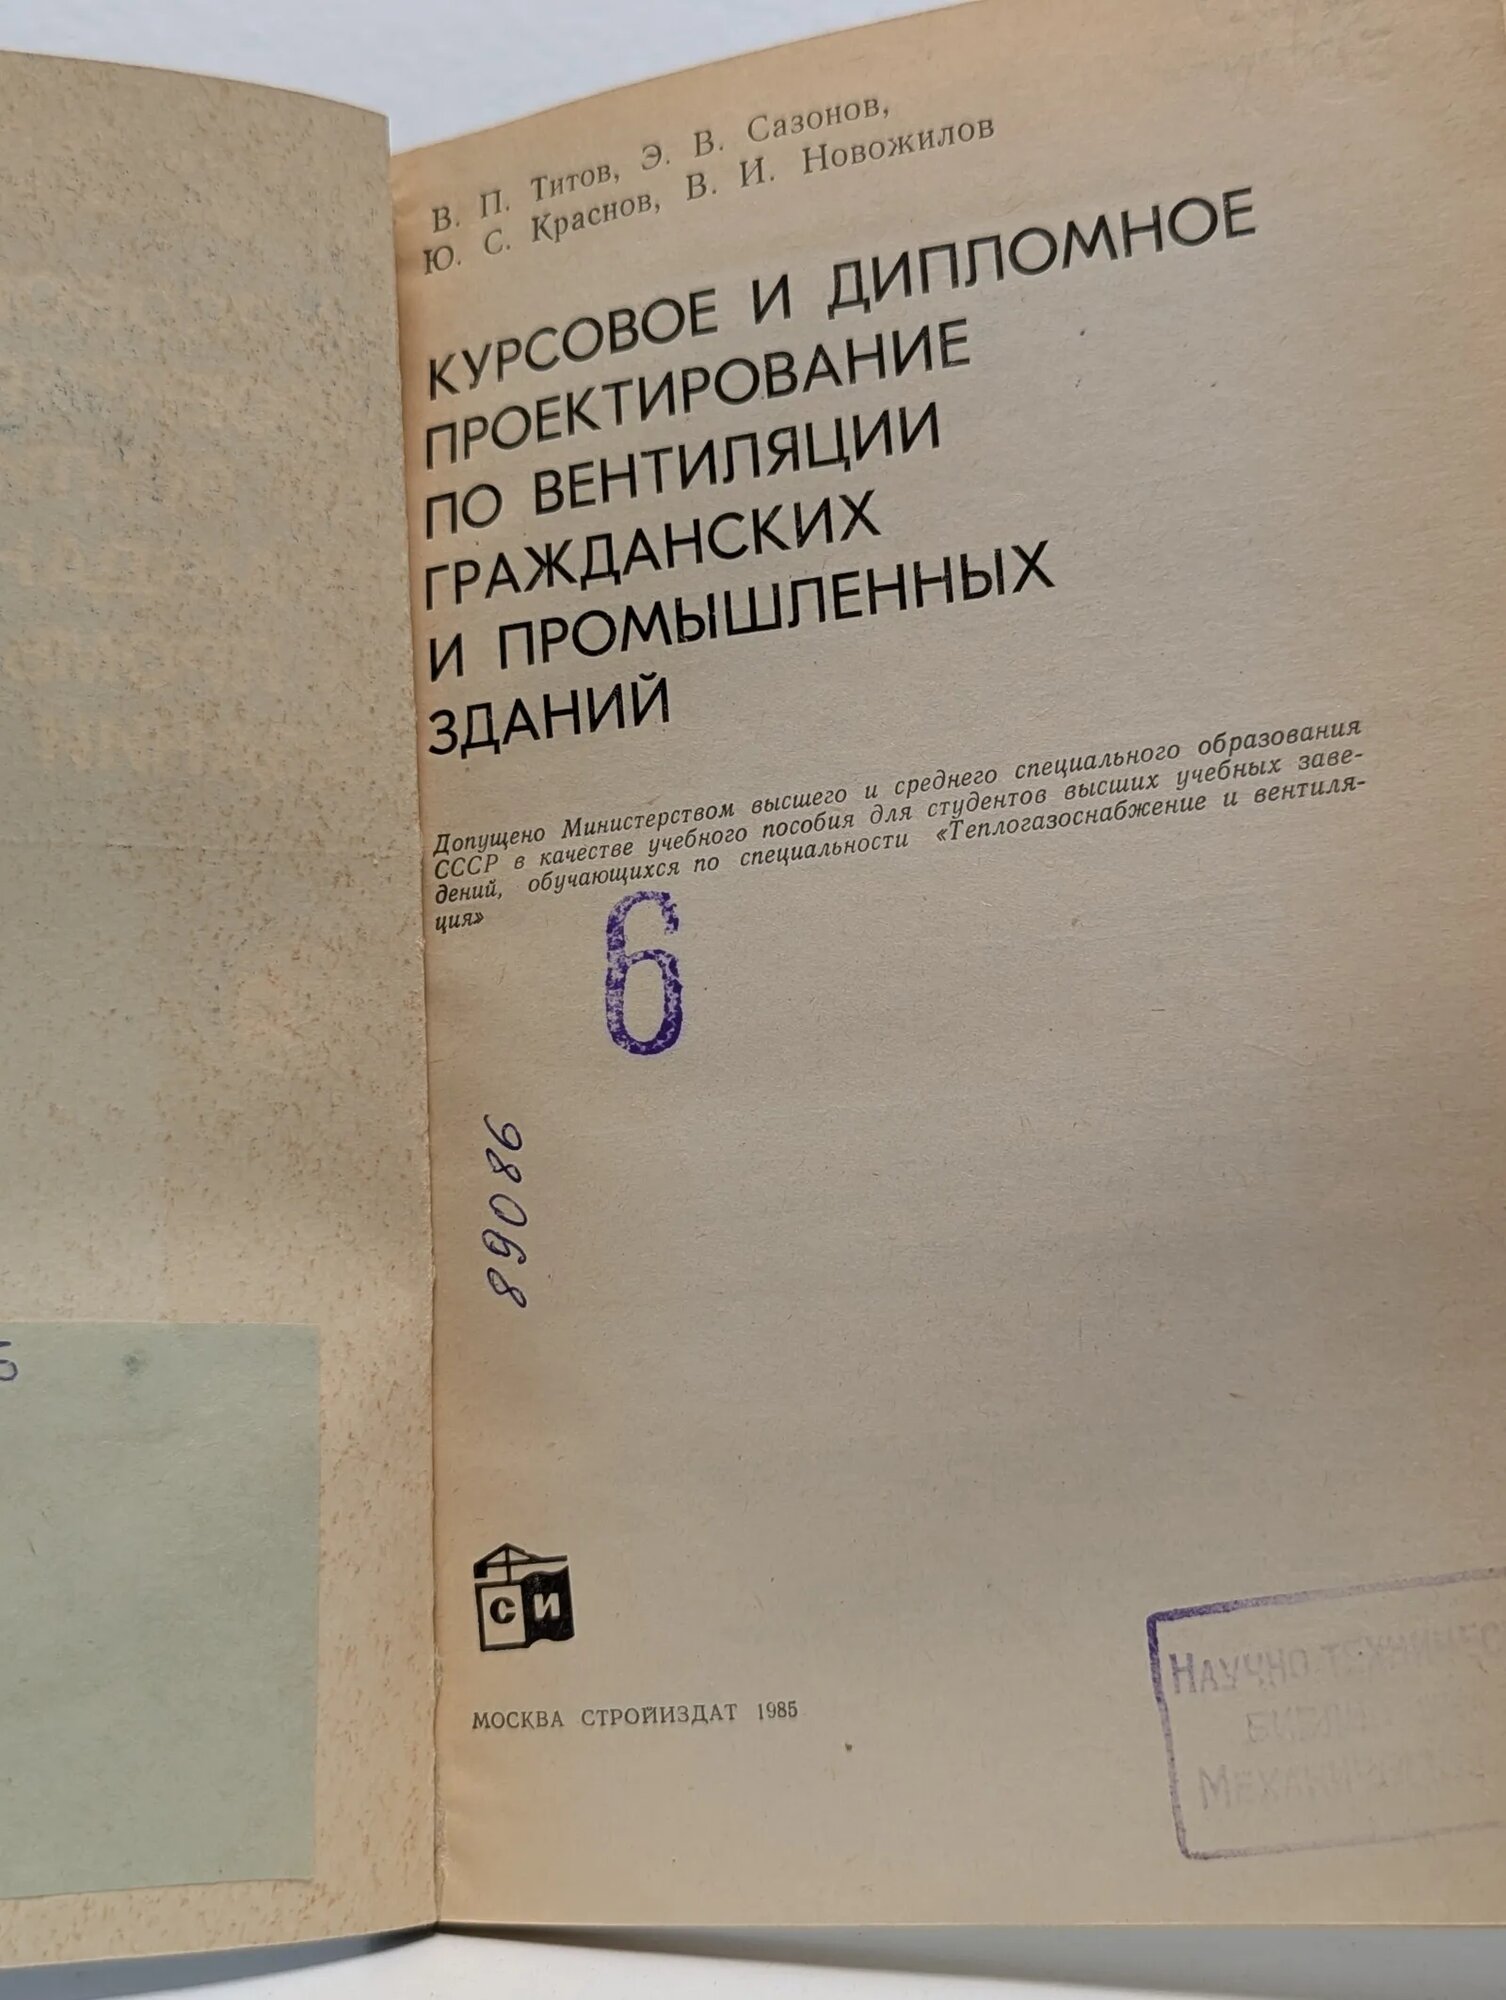 В. П. Титов, Э. В. Сазонов,
Ю. С. Краснов, В. И. Новожилов
КУРСОВОЕ И ДИПЛОМНОЕ
ПРОЕКТИРОВАНИЕ
ПО ВЕНТИЛЯЦИИ
ГРАЖДАНСКИХ
И ПРОМЫШЛЕННЫХ
ЗДАНИЙ
Допущено Министерством высшего и среднего специального образования
СССР в качестве учебного пособия для студентов высших учебных заве-
дений, обучающихся по специальности «Теплогазоснабжение и вентиля-
ция»
6
89086
СИ
МОСКВА СТРОЙИЗДАТ 1985
НАУЧНО-ТЕХНИЧЕС